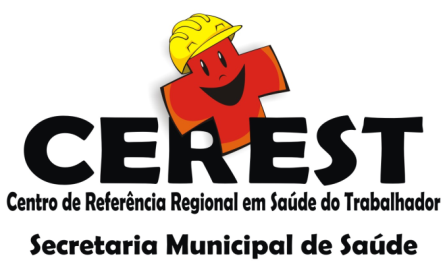 CEREST
Centro de Referência Regional em Saúde do Trabalhador
Secretaria Municipal de Saúde